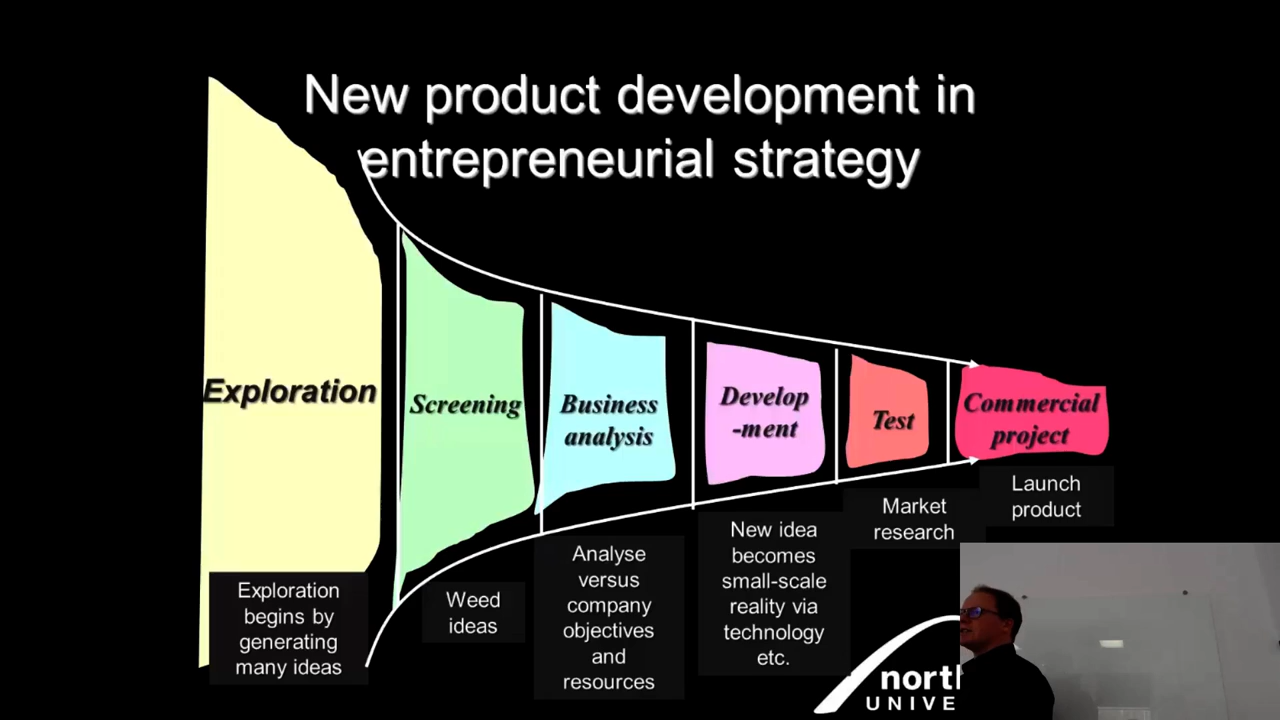 New product development in
entrepreneurial strategy
Exploration
Screening
Business
analysis
Develop
-ment
Test
Commercial
project
Exploration
begins by
generating
many ideas
Weed
ideas
Analyse
versus
company
objectives
and
resources
New idea
becomes
small-scale
reality via
technology
etc.
Market
research
Launch
product